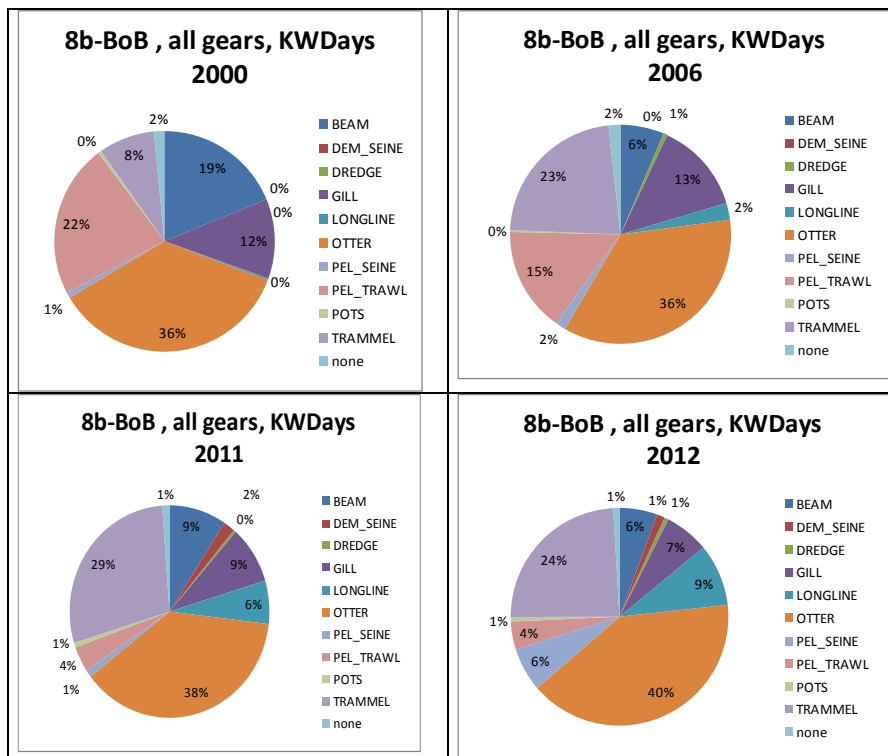 8b-BoB , all gears, KWDays
2000
2%
0%
8%
19%
0%
0%
22%
12%
0%
1%
36%
BEAM
DEM_SEINE
DREDGE
GILL
LONGLINE
OTTER
PEL_SEINE
PEL_TRAWL
POTS
TRAMMEL
none
8b-BoB , all gears, KWDays
2006
2%
0%
1%
6%
23%
13%
2%
0%
15%
36%
2%
BEAM
DEM_SEINE
DREDGE
GILL
LONGLINE
OTTER
PEL_SEINE
PEL_TRAWL
POTS
TRAMMEL
none
8b-BoB , all gears, KWDays
2011
1%
2%
9%
0%
29%
9%
6%
1%
4%
1%
38%
BEAM
DEM_SEINE
DREDGE
GILL
LONGLINE
OTTER
PEL_SEINE
PEL_TRAWL
POTS
TRAMMEL
none
8b-BoB , all gears, KWDays
2012
1%
1%
1%
6%
7%
24%
9%
1%
4%
6%
40%
BEAM
DEM_SEINE
DREDGE
GILL
LONGLINE
OTTER
PEL_SEINE
PEL_TRAWL
POTS
TRAMMEL
none